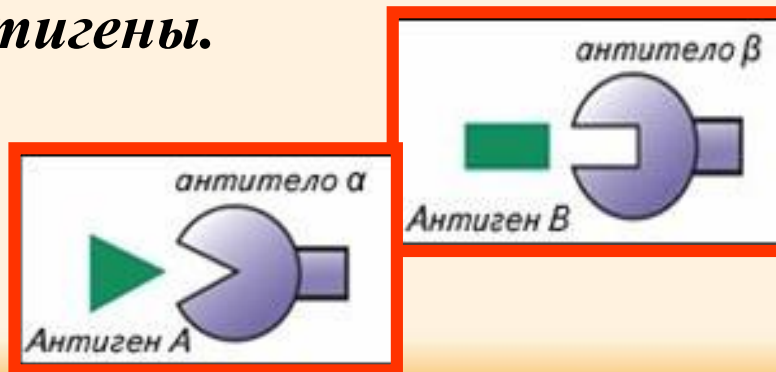 тигены.
антитело β
Антиген В
антитело α
Антиген А